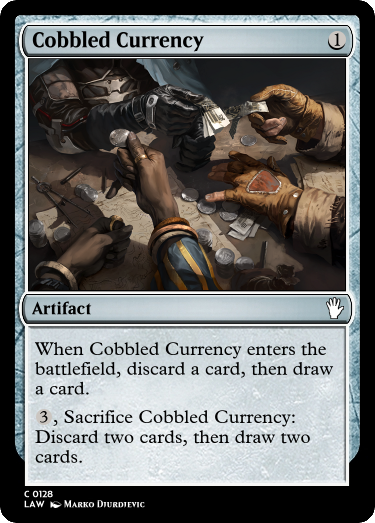 Cobbled Currency 1
Artifact
When Cobbled Currency enters the
battlefield, discard a card, then draw
a card.
3, Sacrifice Cobbled Currency:
Discard two cards, then draw two
cards.
C 0128
LAW Marko Djurdjevic